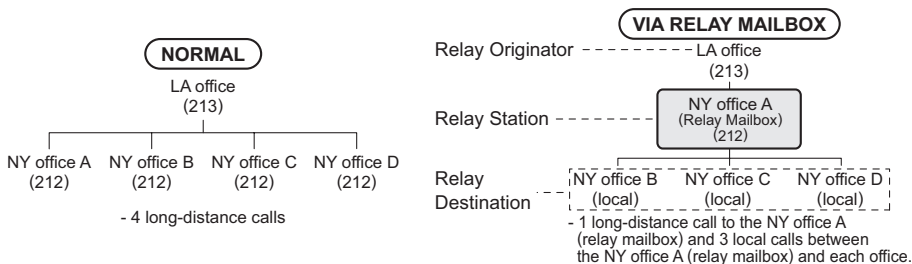 NORMAL
LA office
(213)
NY office A
(212)
NY office B
(212)
NY office C
(212)
NY office D
(212)
- 4 long-distance calls
VIA RELAY MAILBOX
Relay Originator
LA office
(213)
Relay Station
NY office A
(Relay Mailbox)
(212)
Relay
Destination
NY office B
(local)
NY office C
(local)
NY office D
(local)
- 1 long-distance call to the NY office A
(relay mailbox) and 3 local calls between
the NY office A (relay mailbox) and each office.